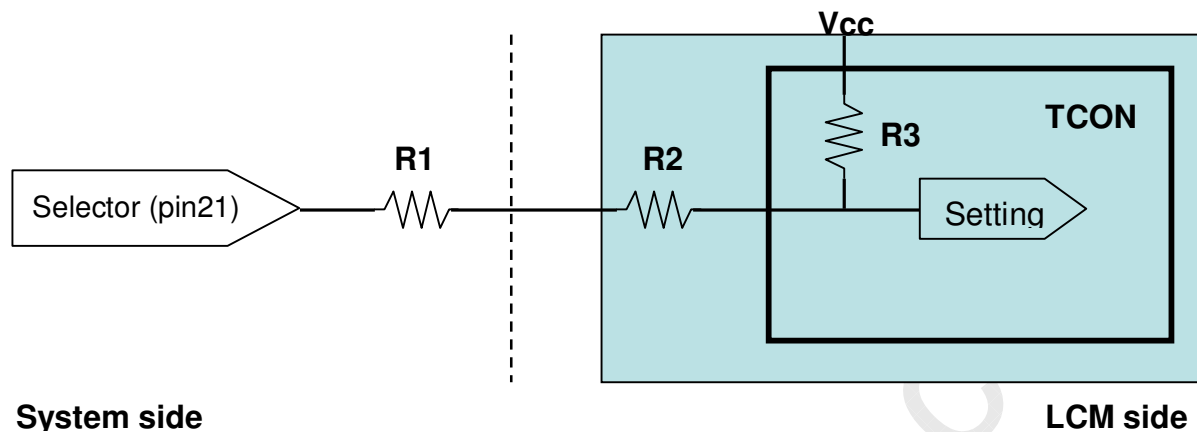 Vcc
TCON
R3
R1
R2
Selector (pin21)
Setting
System side
LCM side